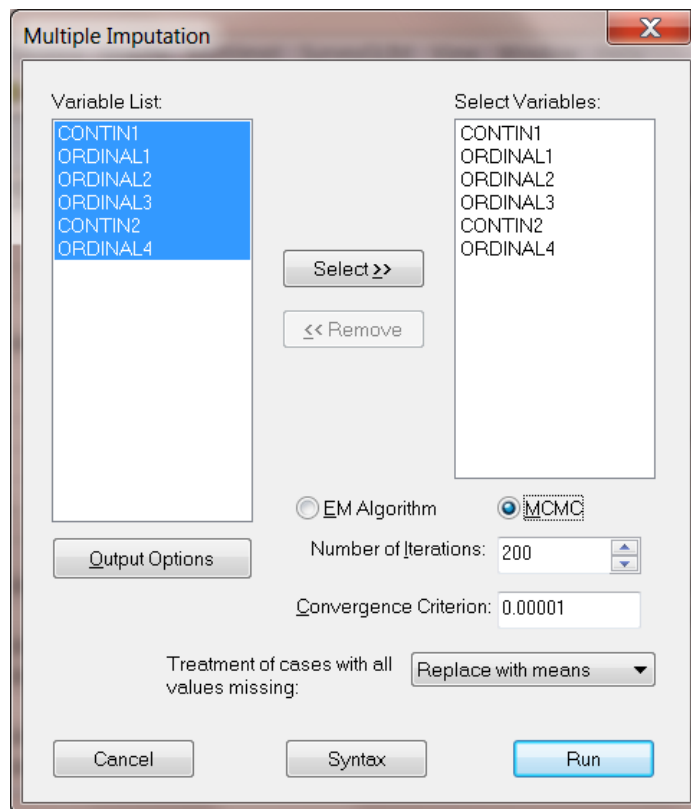 Multiple Imputation
Variable List:
CONTIN1
ORDINAL1
ORDINAL2
ORDINAL3
CONTIN2
ORDINAL4
Select >>
<< Remove
Select Variables:
CONTIN1
ORDINAL1
ORDINAL2
ORDINAL3
CONTIN2
ORDINAL4
EM Algorithm
MCMC
Output Options
Number of Iterations: 200
Convergence Criterion: 0.00001
Treatment of cases with all
values missing:
Replace with means
Cancel
Syntax
Run